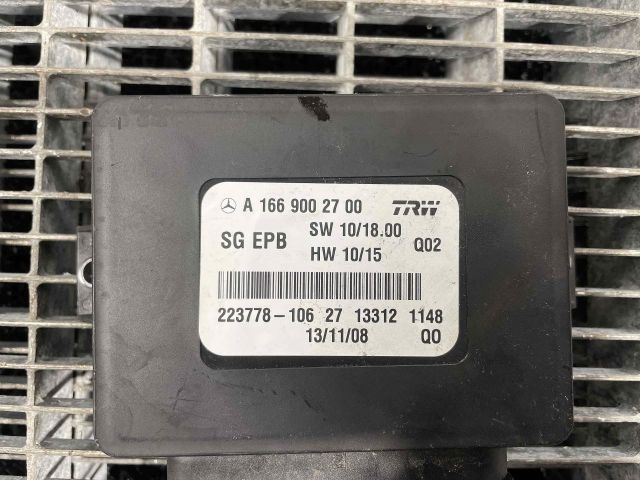 A 166 900 27 00 TRW
SG EPB SW 10/18.00 Q02
HW 10/15
223778-106 27 13312 1148
13/11/08 Q0